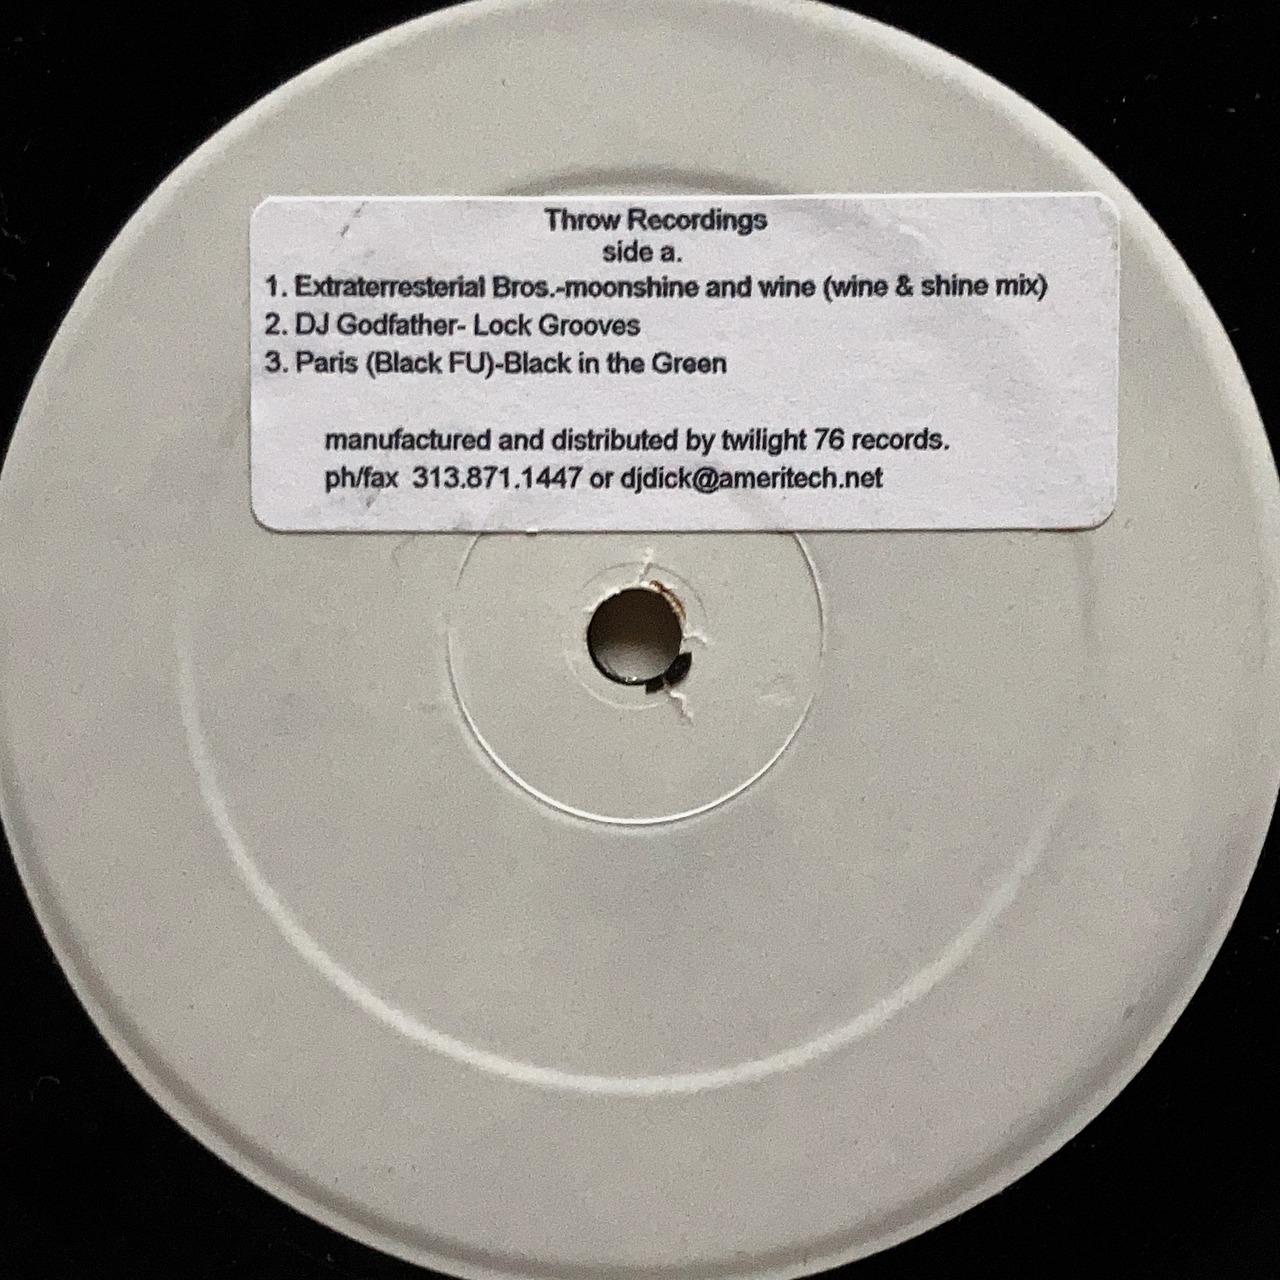 Throw Recordings
side a.
1. Extraterresterial Bros.-moonshine and wine (wine & shine mix)
2. DJ Godfather- Lock Grooves
3. Paris (Black FU)-Black in the Green
manufactured and distributed by twilight 76 records.
ph/fax 313.871.1447 or djdick@ameritech.net